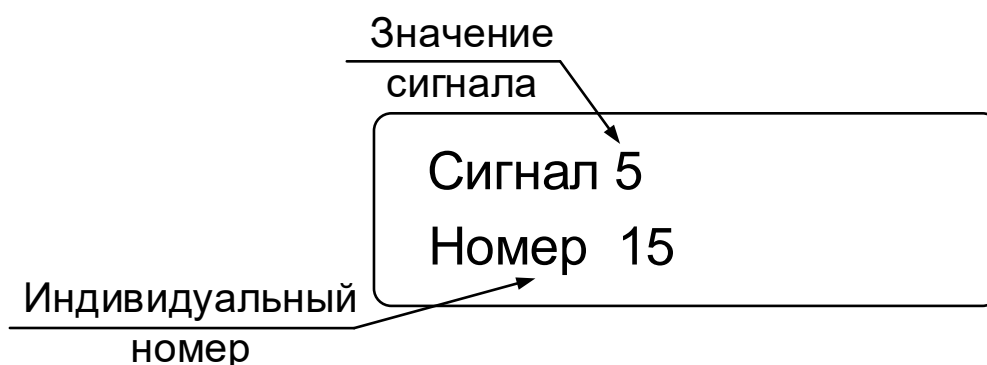 Значение
сигнала
Сигнал 5
Номер 15
Индивидуальный
номер